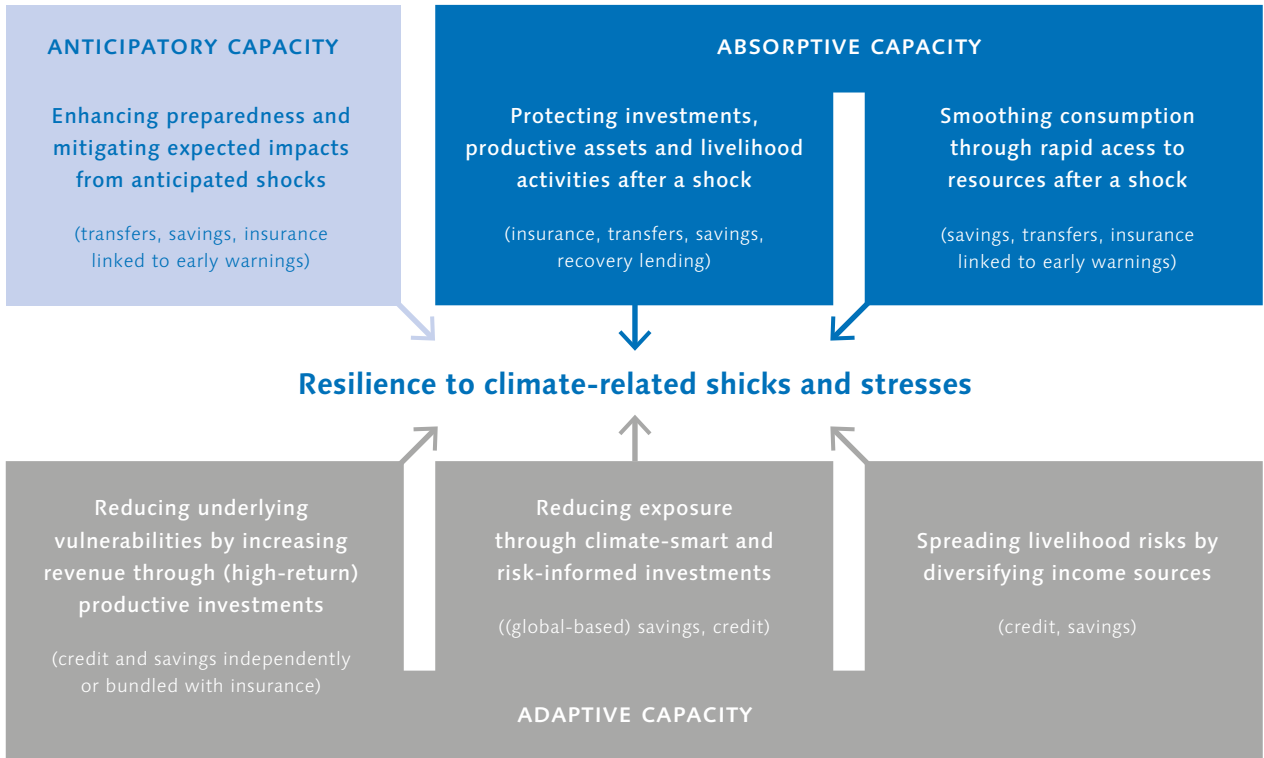 ANTICIPATORY CAPACITY
Enhancing preparedness and
mitigating expected impacts
from anticipated shocks
(transfers, savings, insurance
linked to early warnings)
ABSORPTIVE CAPACITY
Protecting investments,
productive assets and livelihood
activities after a shock
(insurance, transfers, savings,
recovery lending)
Smoothing consumption
through rapid acess to
resources after a shock
(savings, transfers, insurance
linked to early warnings)
Resilience to climate-related shicks and stresses
Reducing underlying
vulnerabilities by increasing
revenue through (high-return)
productive investments
(credit and savings independently
or bundled with insurance)
Reducing exposure
through climate-smart and
risk-informed investments
((global-based) savings, credit)
Spreading livelihood risks by
diversifying income sources
(credit, savings)
ADAPTIVE CAPACITY